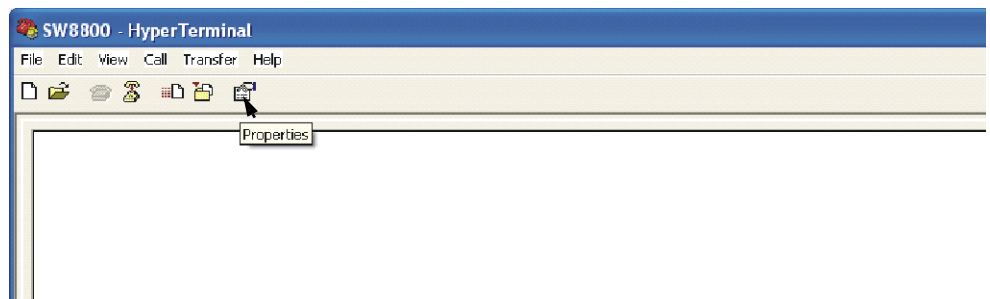 SW8800 - HyperTerminal
File Edit View Call Transfer Help
Properties